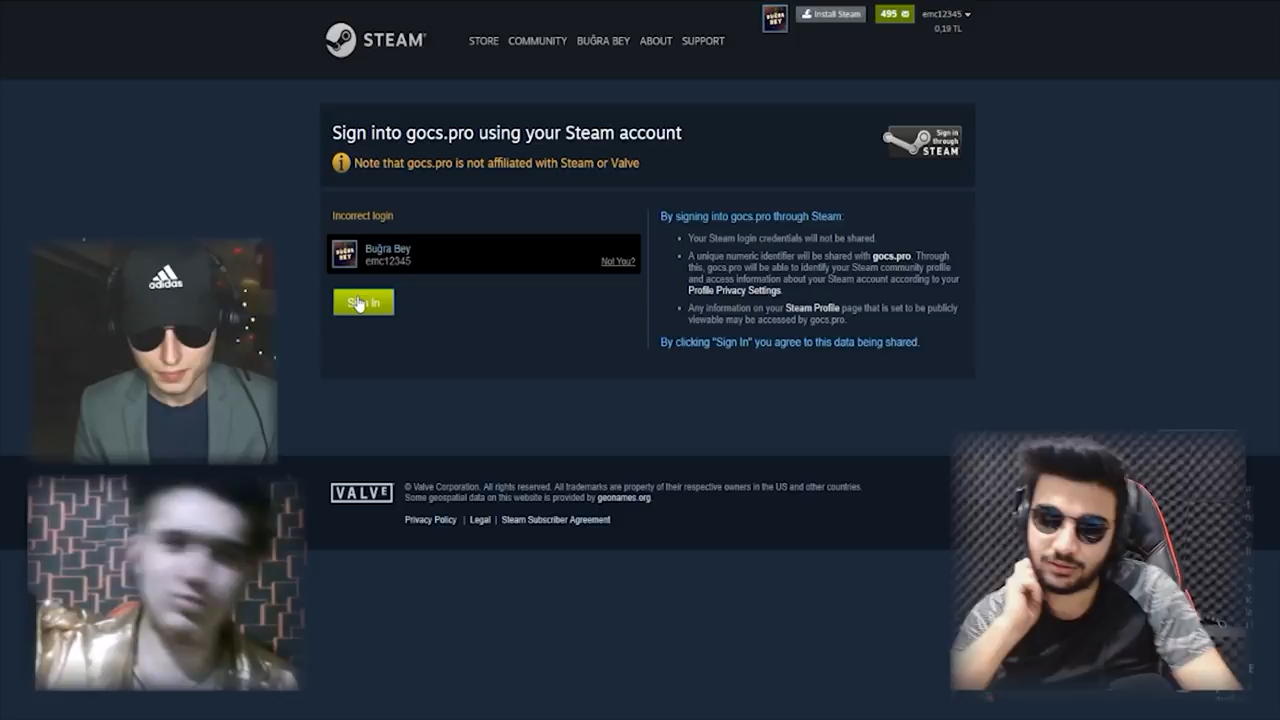 BUĞRA
BEY
Install Steam
495
emc12345
0,19 TL
STEAM
STORE
COMMUNITY
BUĞRA BEY
ABOUT
SUPPORT
Sign into gocs.pro using your Steam account
Note that gocs.pro is not affiliated with Steam or Valve
Sign in
through
STEAM
Incorrect login
BUĞRA
BEY
Buğra Bey
emc12345
Not You?
Sign In
By signing into gocs.pro through Steam:
• Your Steam login credentials will not be shared.
• A unique numeric identifier will be shared with gocs.pro. Through
this, gocs.pro will be able to identify your Steam community profile
and access information about your Steam account according to your
Profile Privacy Settings.
• Any information on your Steam Profile page that is set to be publicly
viewable may be accessed by gocs.pro.
By clicking "Sign In" you agree to this data being shared.
adidas
VALVE
© Valve Corporation. All rights reserved. All trademarks are property of their respective owners in the US and other countries.
Some geospatial data on this website is provided by geonames.org.
Privacy Policy | Legal | Steam Subscriber Agreement